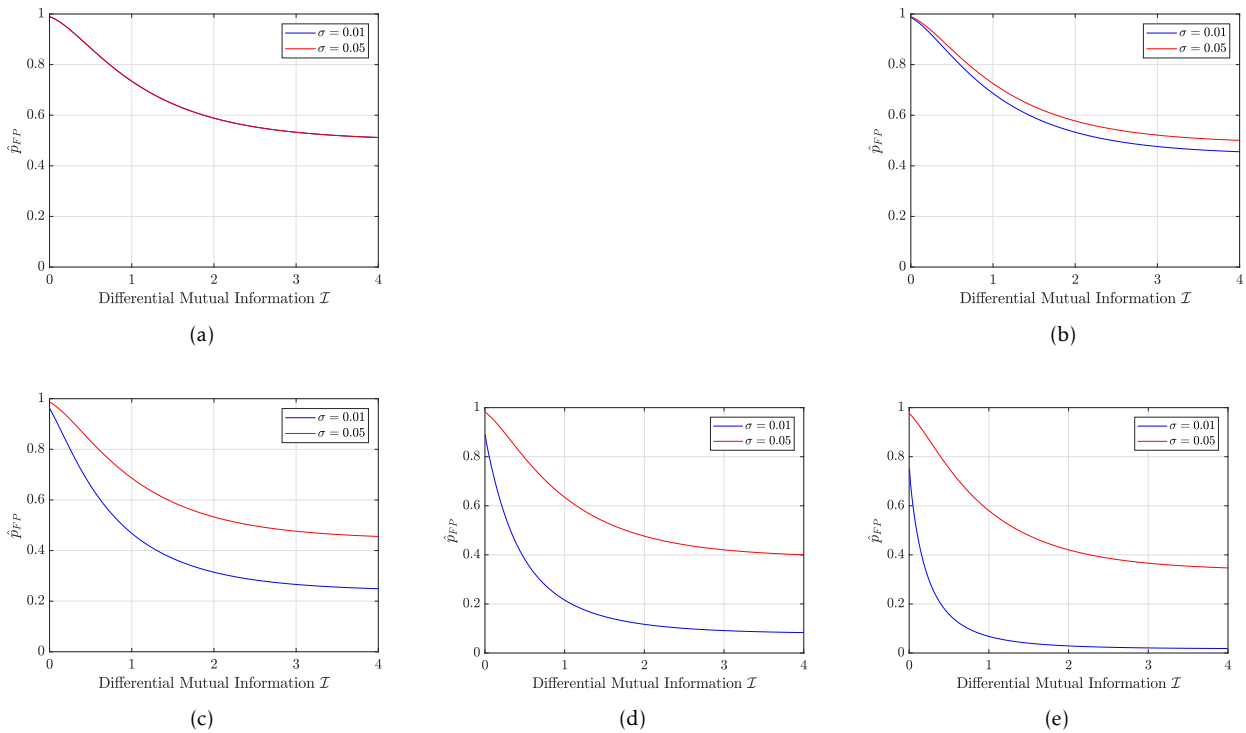 1
0.8
0.6
0.4
0.2
0
p̂_FP
0 1 2 3 4
Differential Mutual Information ℐ
σ = 0.01
σ = 0.05
(a)
1
0.8
0.6
0.4
0.2
0
p̂_FP
0 1 2 3 4
Differential Mutual Information ℐ
σ = 0.01
σ = 0.05
(b)
1
0.8
0.6
0.4
0.2
0
p̂_FP
0 1 2 3 4
Differential Mutual Information ℐ
σ = 0.01
σ = 0.05
(c)
1
0.8
0.6
0.4
0.2
0
p̂_FP
0 1 2 3 4
Differential Mutual Information ℐ
σ = 0.01
σ = 0.05
(d)
1
0.8
0.6
0.4
0.2
0
p̂_FP
0 1 2 3 4
Differential Mutual Information ℐ
σ = 0.01
σ = 0.05
(e)